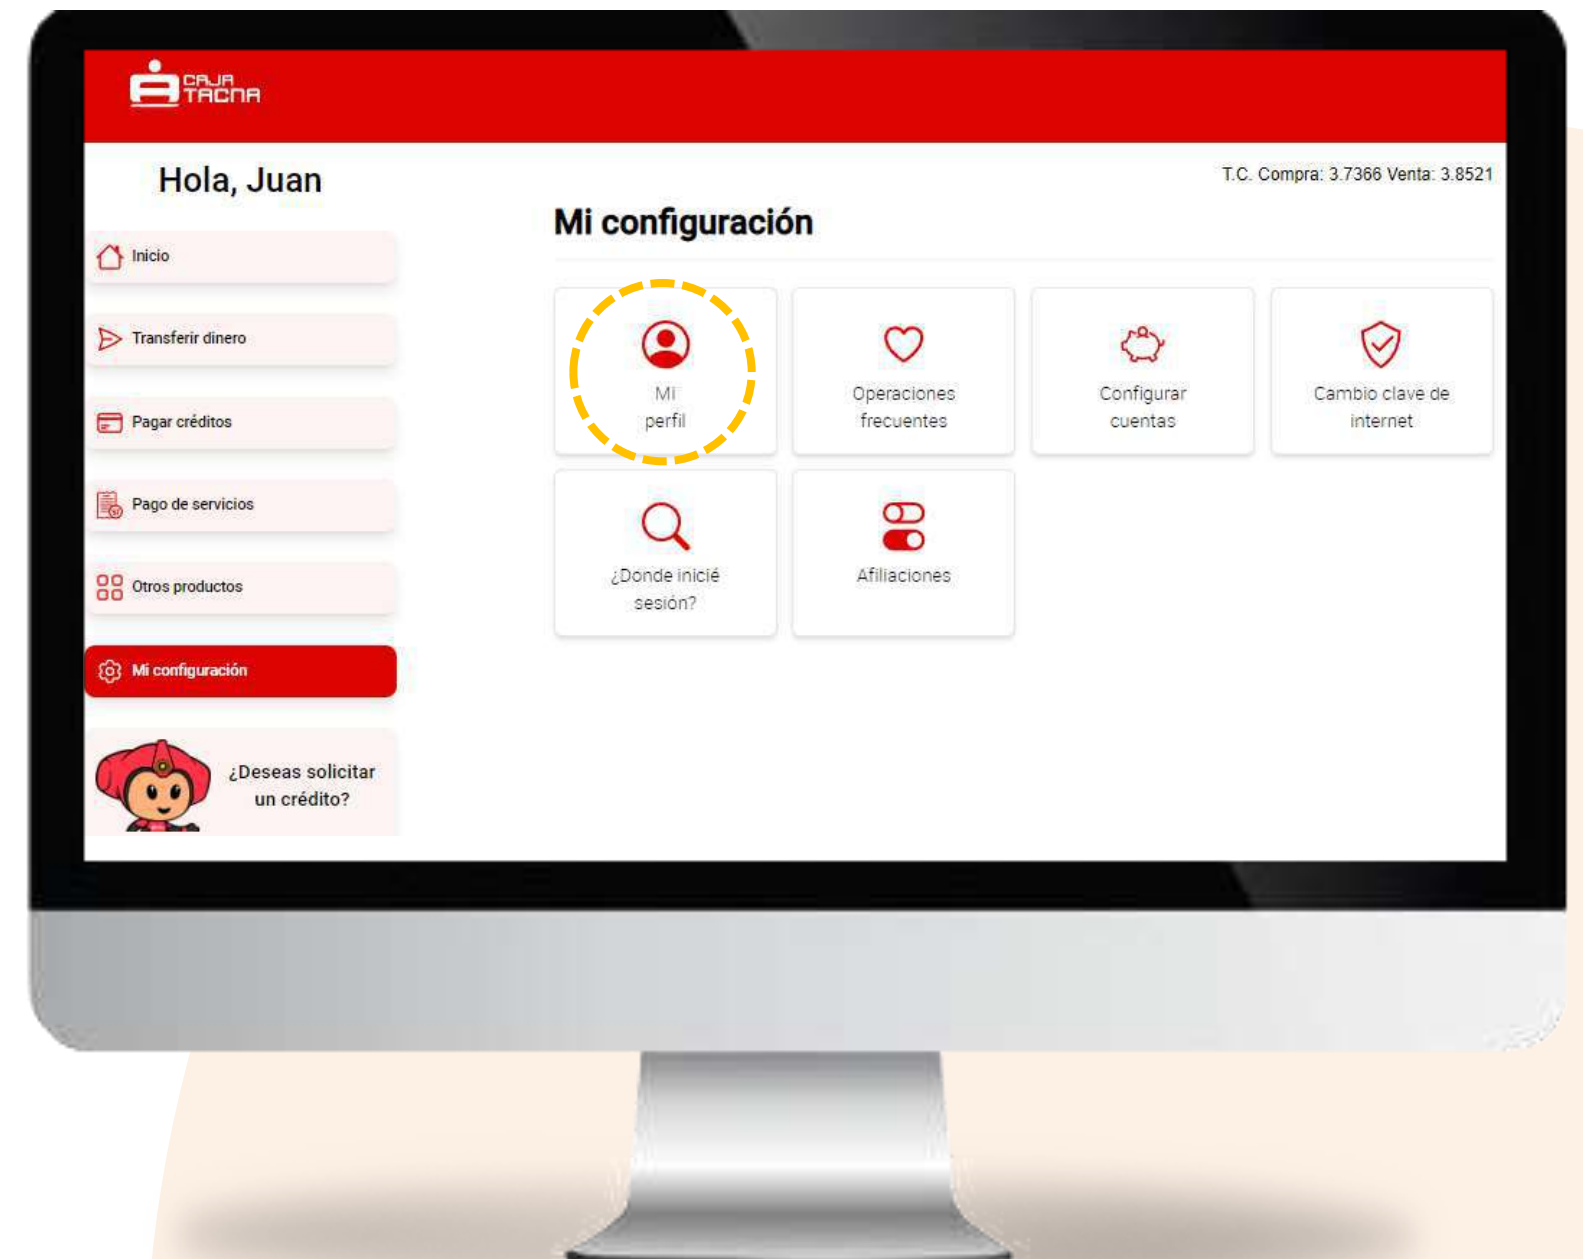 CAJA
TACNA
Hola, Juan
T.C. Compra: 3.7366 Venta: 3.8521
Mi configuración
Inicio
Transferir dinero
Pagar créditos
Pago de servicios
Otros productos
Mi configuración
¿Deseas solicitar
un crédito?
Mi
perfil
Operaciones
frecuentes
Configurar
cuentas
Cambio clave de
internet
¿Donde inicié
sesión?
Afiliaciones